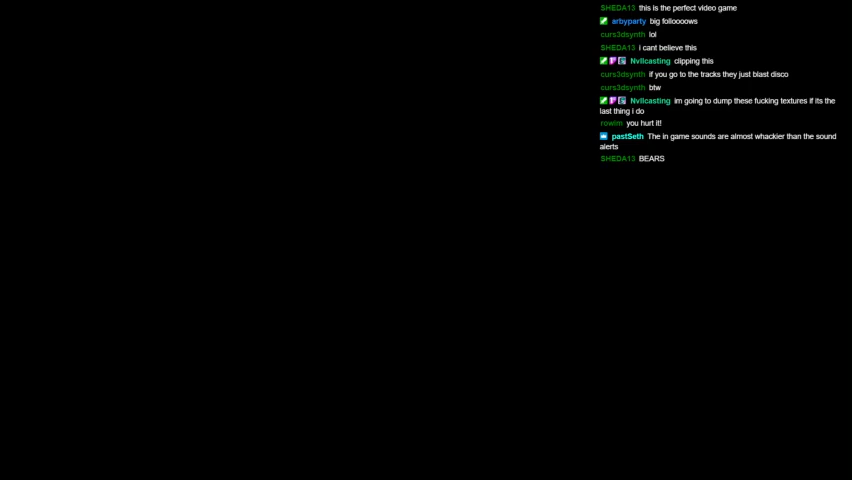 SHEDA13 this is the perfect video game
arbyparty big folloooows
curs3dsynth lol
SHEDA13 i cant believe this
Nvllcasting clipping this
curs3dsynth if you go to the tracks they just blast disco
curs3dsynth btw
Nvllcasting im going to dump these fucking textures if its the
last thing i do
rowlm you hurt it!
pastSeth The in game sounds are almost whackier than the sound
alerts
SHEDA13 BEARS